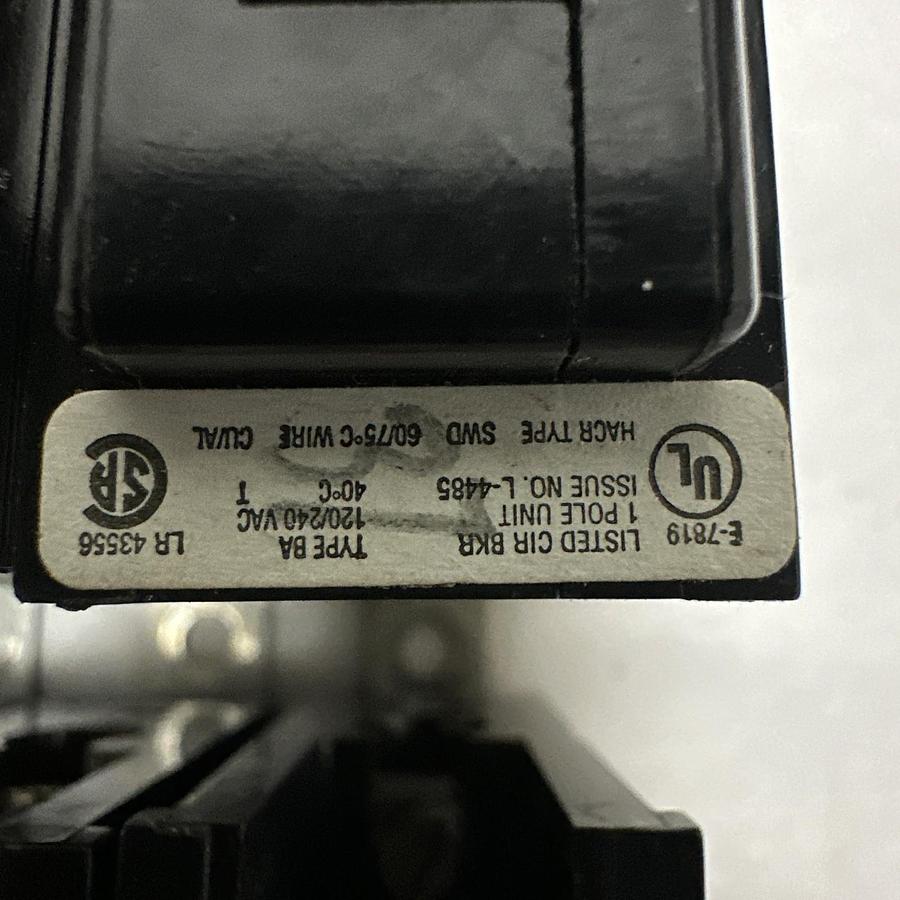 E-7819 LISTED CIR BKR TYPE BA LR 43556
1 POLE UNIT 120/240 VAC
ISSUE NO. L-4485 40°C T
UL SA
HACR TYPE SWD 60/75°C WIRE CU/AL